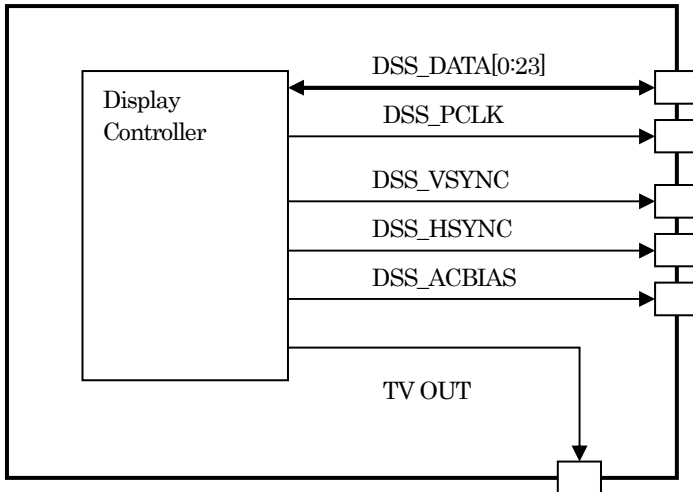 DSS_DATA[0:23]
Display
Controller
DSS_PCLK
DSS_VSYNC
DSS_HSYNC
DSS_ACBIAS
TV OUT